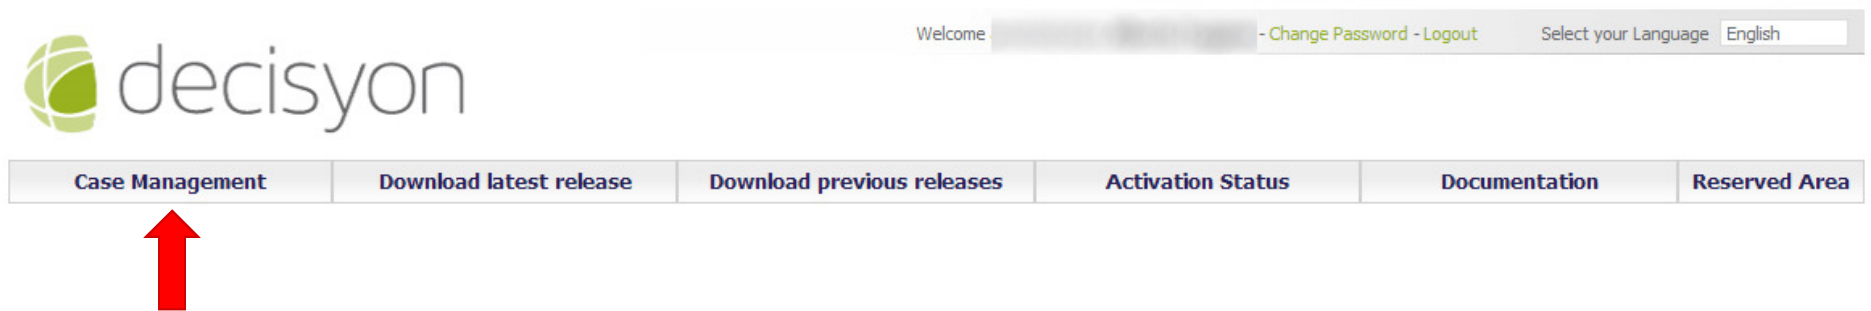 Welcome - Change Password - Logout Select your Language English
decisyon
Case Management Download latest release Download previous releases Activation Status Documentation Reserved Area